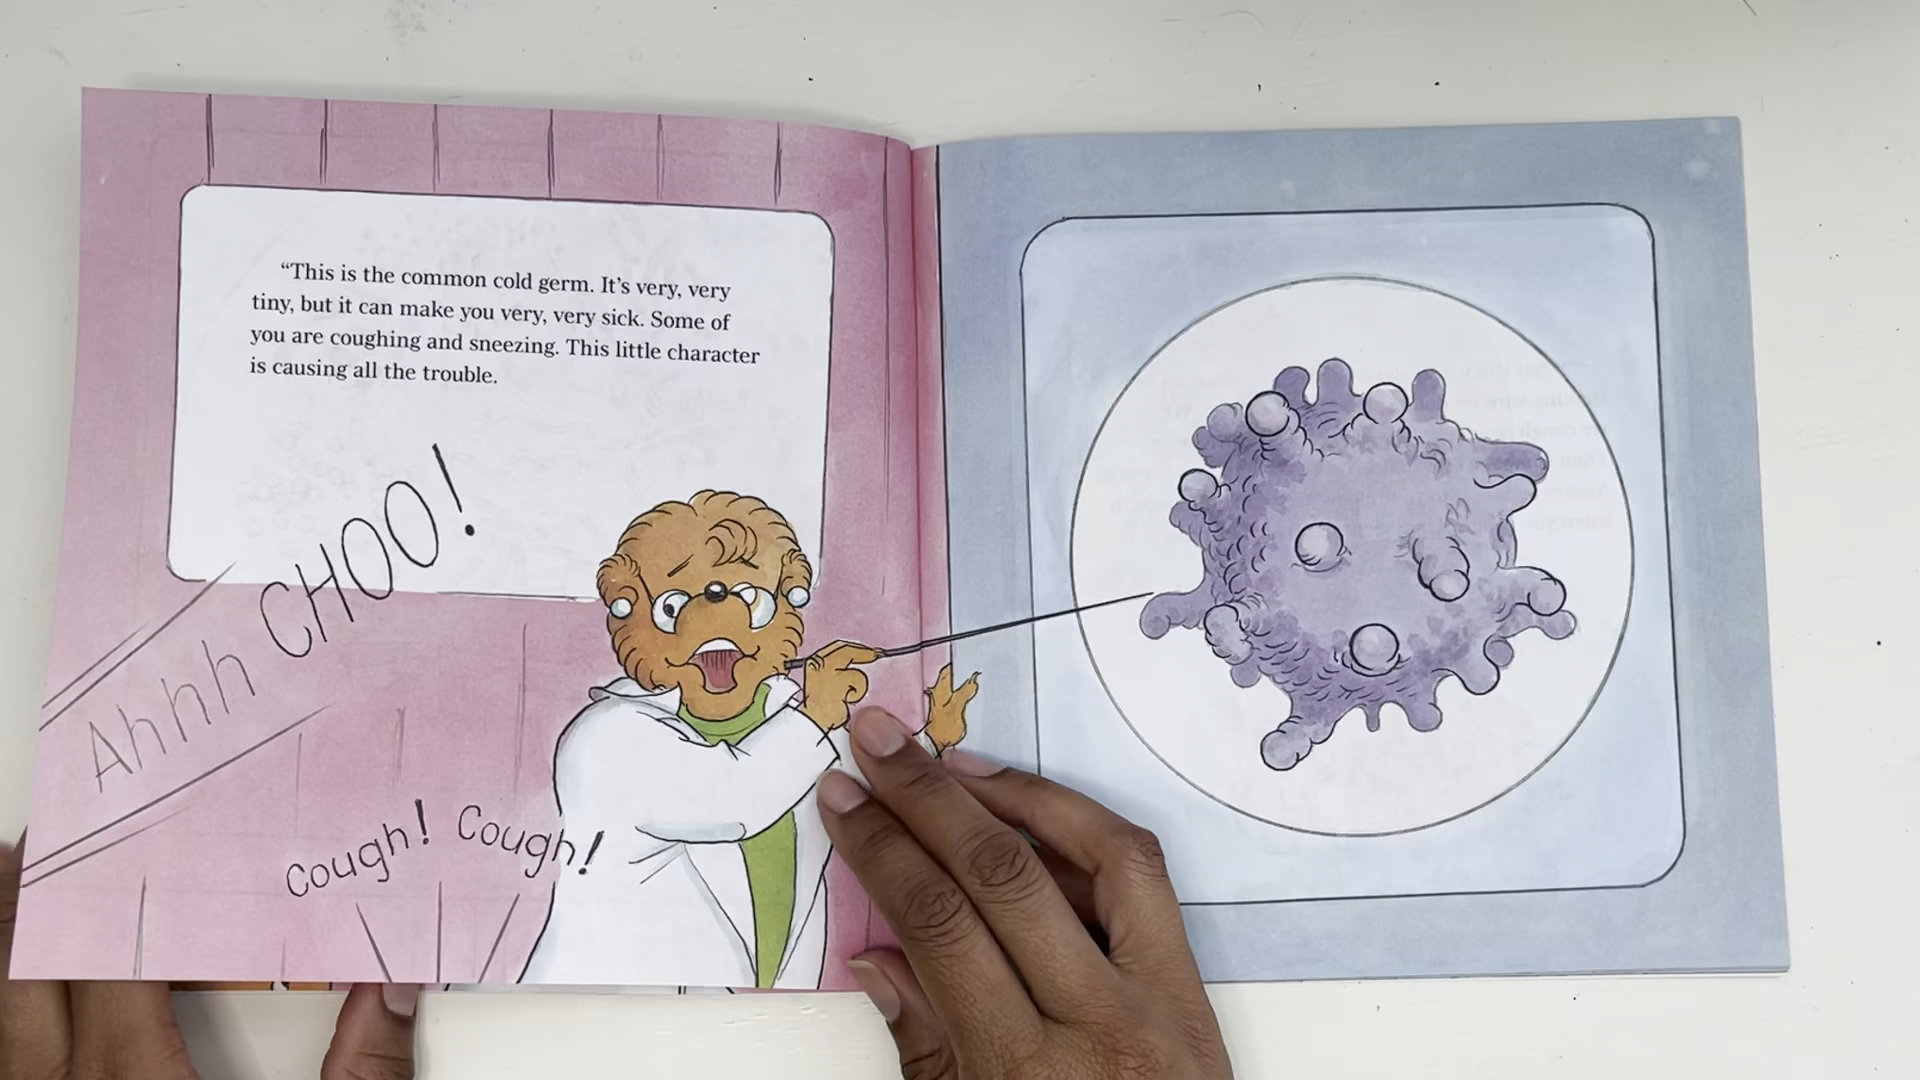 “This is the common cold germ. It’s very, very
tiny, but it can make you very, very sick. Some of
you are coughing and sneezing. This little character
is causing all the trouble.
Ahhh CHOO!
Cough! Cough!